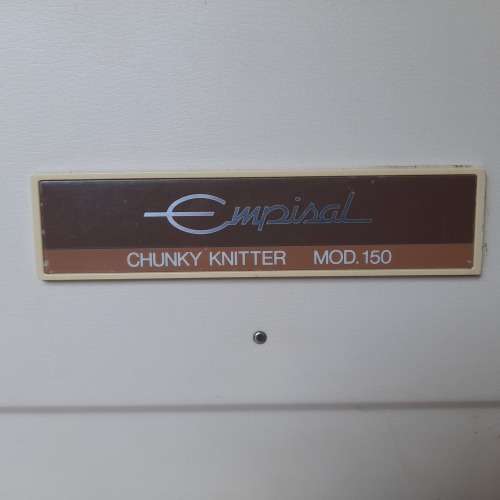 Empisal
CHUNKY KNITTER MOD. 150